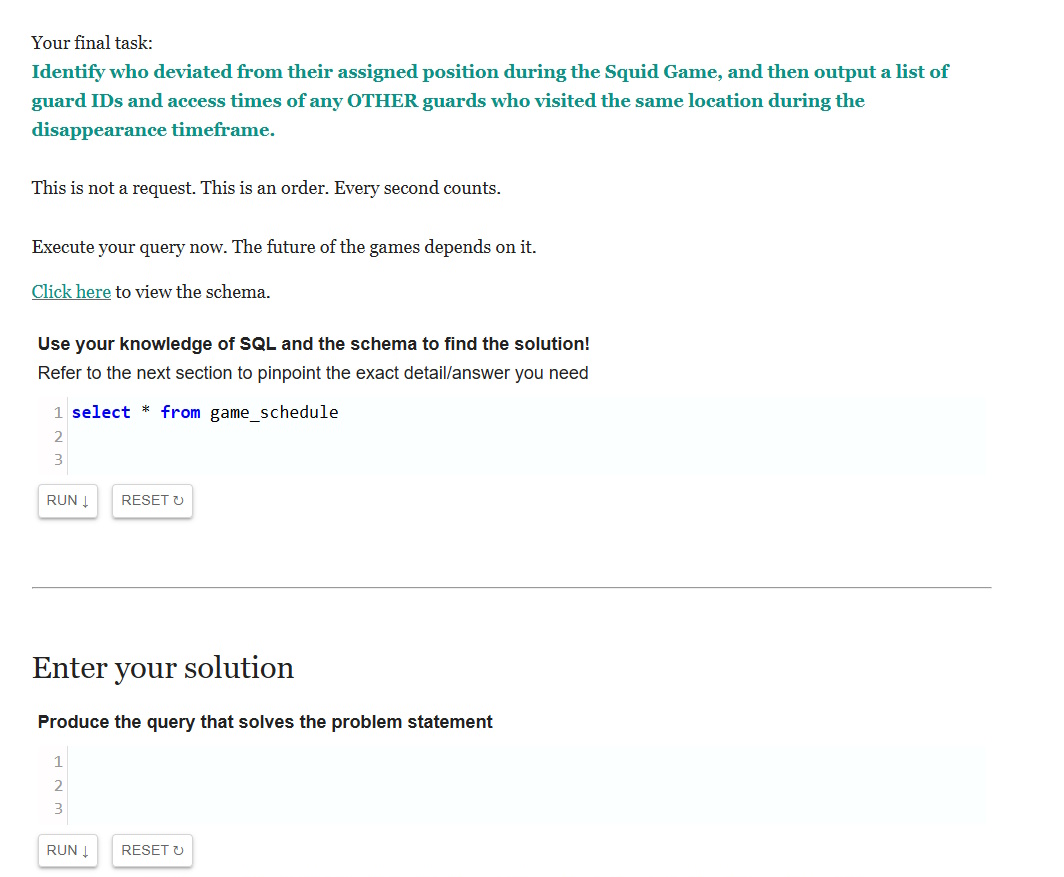 Your final task:
Identify who deviated from their assigned position during the Squid Game, and then output a list of
guard IDs and access times of any OTHER guards who visited the same location during the
disappearance timeframe.
This is not a request. This is an order. Every second counts.
Execute your query now. The future of the games depends on it.
Click here to view the schema.
Use your knowledge of SQL and the schema to find the solution!
Refer to the next section to pinpoint the exact detail/answer you need
1 select * from game_schedule
2
3
RUN ↓ RESET ↻
Enter your solution
Produce the query that solves the problem statement
1
2
3
RUN ↓ RESET ↻